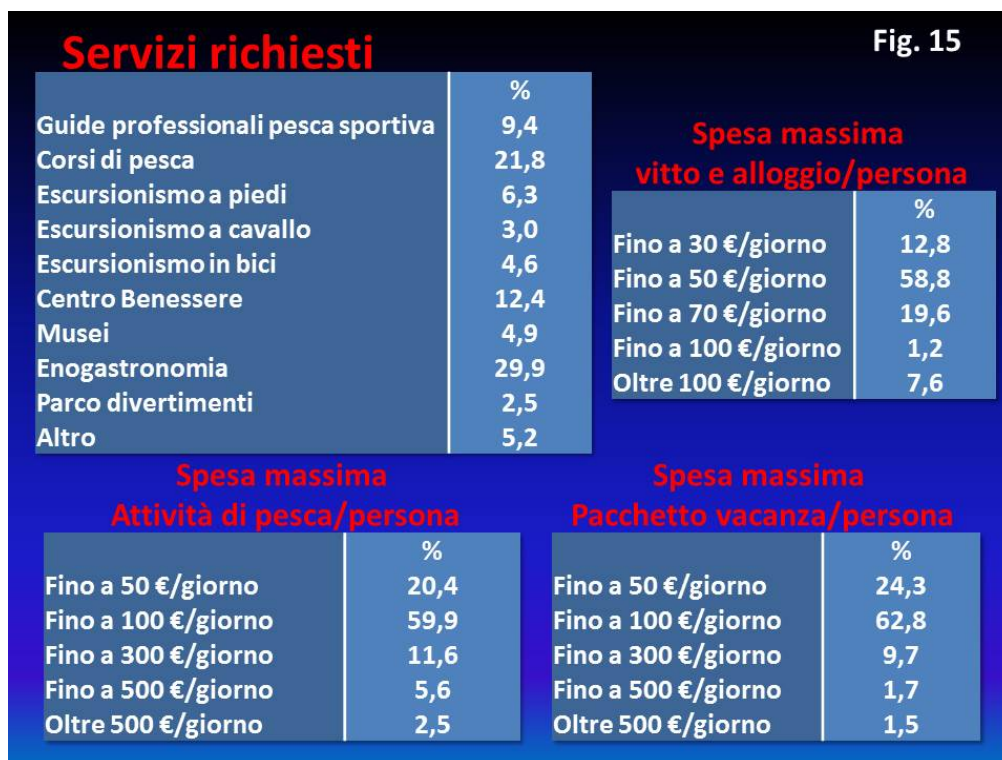 Servizi richiesti
Fig. 15
%
Guide professionali pesca sportiva 9,4
Corsi di pesca 21,8
Escursionismo a piedi 6,3
Escursionismo a cavallo 3,0
Escursionismo in bici 4,6
Centro Benessere 12,4
Musei 4,9
Enogastronomia 29,9
Parco divertimenti 2,5
Altro 5,2
Spesa massima
vitto e alloggio/persona
%
Fino a 30 €/giorno 12,8
Fino a 50 €/giorno 58,8
Fino a 70 €/giorno 19,6
Fino a 100 €/giorno 1,2
Oltre 100 €/giorno 7,6
Spesa massima
Attività di pesca/persona
%
Fino a 50 €/giorno 20,4
Fino a 100 €/giorno 59,9
Fino a 300 €/giorno 11,6
Fino a 500 €/giorno 5,6
Oltre 500 €/giorno 2,5
Spesa massima
Pacchetto vacanza/persona
%
Fino a 50 €/giorno 24,3
Fino a 100 €/giorno 62,8
Fino a 300 €/giorno 9,7
Fino a 500 €/giorno 1,7
Oltre 500 €/giorno 1,5